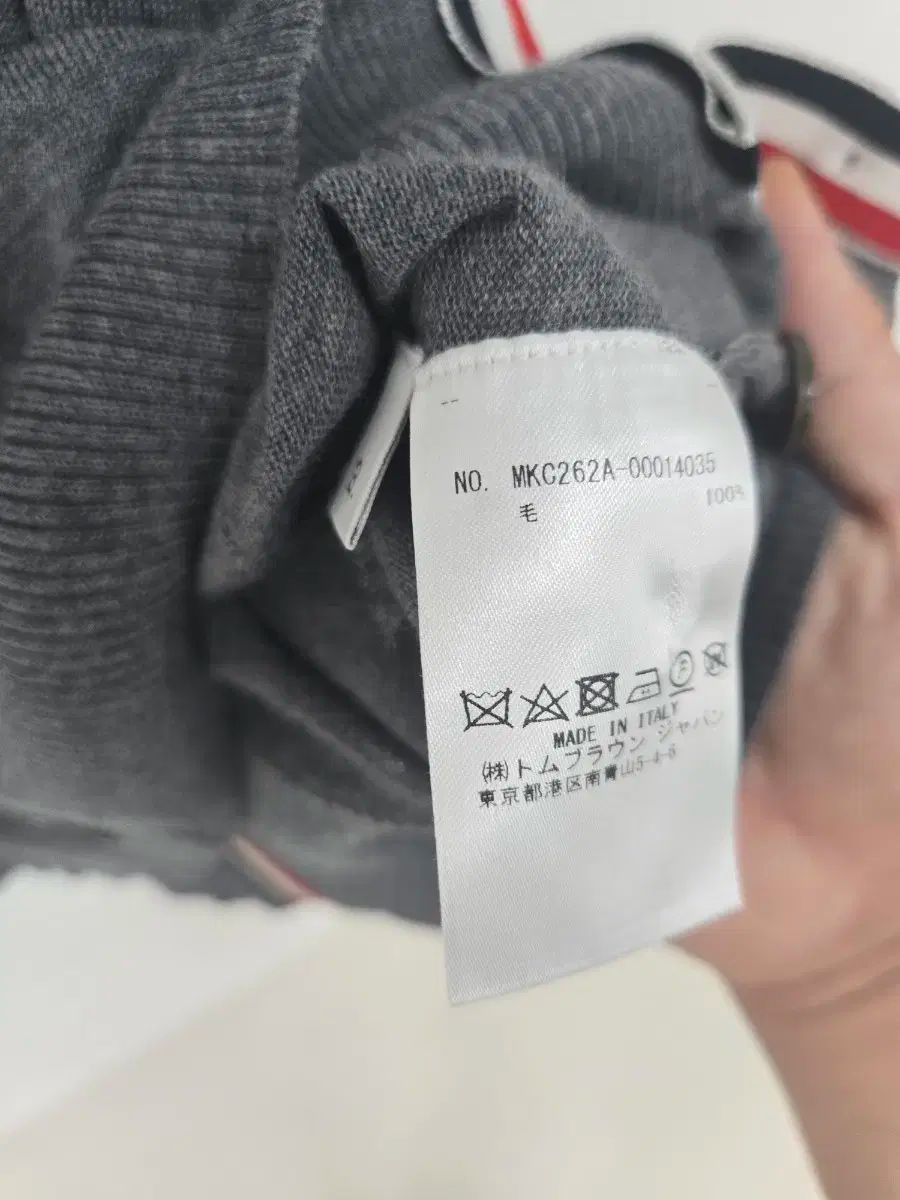 NO. MKC262A-00014035
毛 100%
MADE IN ITALY
(株)トムブラウン ジャパン
東京都港区南青山5-4-6